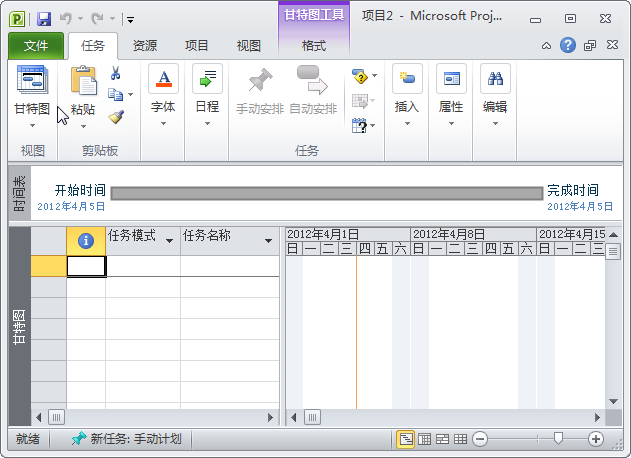 甘特图工具
项目2 - Microsoft Proj...
文件 任务 资源 项目 视图 格式
甘特图 粘贴 字体 日程 手动安排 自动安排 插入 属性 编辑
视图 剪贴板 任务
时间表
开始时间 完成时间
2012年4月5日 2012年4月5日
甘特图
任务模式 任务名称
2012年4月1日 2012年4月8日 2012年4月15
日 一 二 三 四 五 六 日 一 二 三 四 五 六 日 一 二 三
就绪 新任务: 手动计划